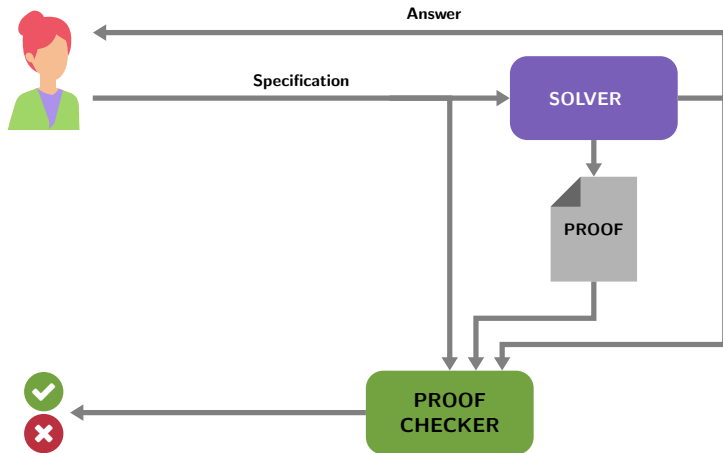 Answer
Specification
SOLVER
PROOF
PROOF
CHECKER